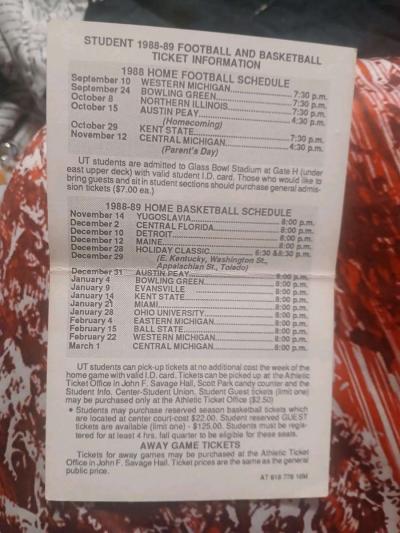 STUDENT 1988-89 FOOTBALL AND BASKETBALL
TICKET INFORMATION
1988 HOME FOOTBALL SCHEDULE
September 10 WESTERN MICHIGAN
September 24 BOWLING GREEN 7:30 p.m.
October 8 NORTHERN ILLINOIS 7:30 p.m.
October 15 AUSTIN PEAY 4:30 p.m.
(Homecoming)
October 29 KENT STATE 7:30 p.m.
November 12 CENTRAL MICHIGAN 4:30 p.m.
(Parent's Day)
UT students are admitted to Glass Bowl Stadium at Gate H (under
east upper deck) with valid student I.D. card. Those who would like to
bring guests and sit in student sections should purchase general admis-
sion tickets ($7.00 ea.)
1988-89 HOME BASKETBALL SCHEDULE
November 14 YUGOSLAVIA 8:00 p.m.
December 2 CENTRAL FLORIDA 8:00 p.m.
December 10 DETROIT 8:00 p.m.
December 12 MAINE 8:00 p.m.
December 28 HOLIDAY CLASSIC 6:30 &8:30 p.m.
December 29 (E. Kentucky, Washington St.,
Appalachian St., Toledo)
December 31 AUSTIN PEAY 8:00 p.m.
January 4 BOWLING GREEN 8:00 p.m.
January 9 EVANSVILLE 8:00 p.m.
January 14 KENT STATE 8:00 p.m.
January 21 MIAMI 8:00 p.m.
January 28 OHIO UNIVERSITY 8:00 p.m.
February 4 EASTERN MICHIGAN 8:00 p.m.
February 15 BALL STATE 8:00 p.m.
February 22 WESTERN MICHIGAN 8:00 p.m.
March 1 CENTRAL MICHIGAN 8:00 p.m.
UT students can pick-up tickets at no additional cost the week of the
home game with valid I.D. card. Tickets can be picked up at the Athletic
Ticket Office in John F. Savage Hall, Scott Park candy counter and the
Student Info. Center-Student Union. Student Guest tickets (limit one)
may be purchased only at the Athletic Ticket Office ($2.50)
• Students may purchase reserved season basketball tickets which
are located at center court-cost $22.00. Student reserved GUEST
tickets are available (limit one) - $125.00. Students must be regis-
tered for at least 4 hrs. fall quarter to be eligible for these seats.
AWAY GAME TICKETS
Tickets for away games may be purchased at the Athletic Ticket
Office in John F. Savage Hall. Ticket prices are the same as the general
public price.
AT 618 778 16M